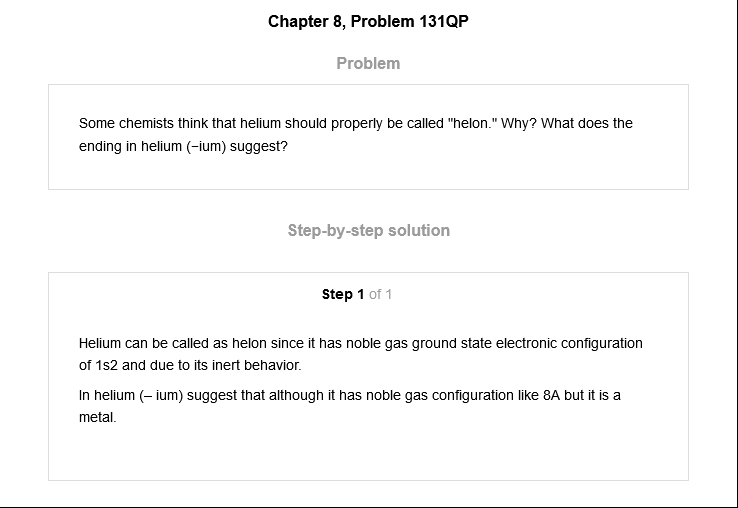 Chapter 8, Problem 131QP
Problem
Some chemists think that helium should properly be called "helon." Why? What does the
ending in helium (−ium) suggest?
Step-by-step solution
Step 1 of 1
Helium can be called as helon since it has noble gas ground state electronic configuration
of 1s2 and due to its inert behavior.
In helium (– ium) suggest that although it has noble gas configuration like 8A but it is a
metal.